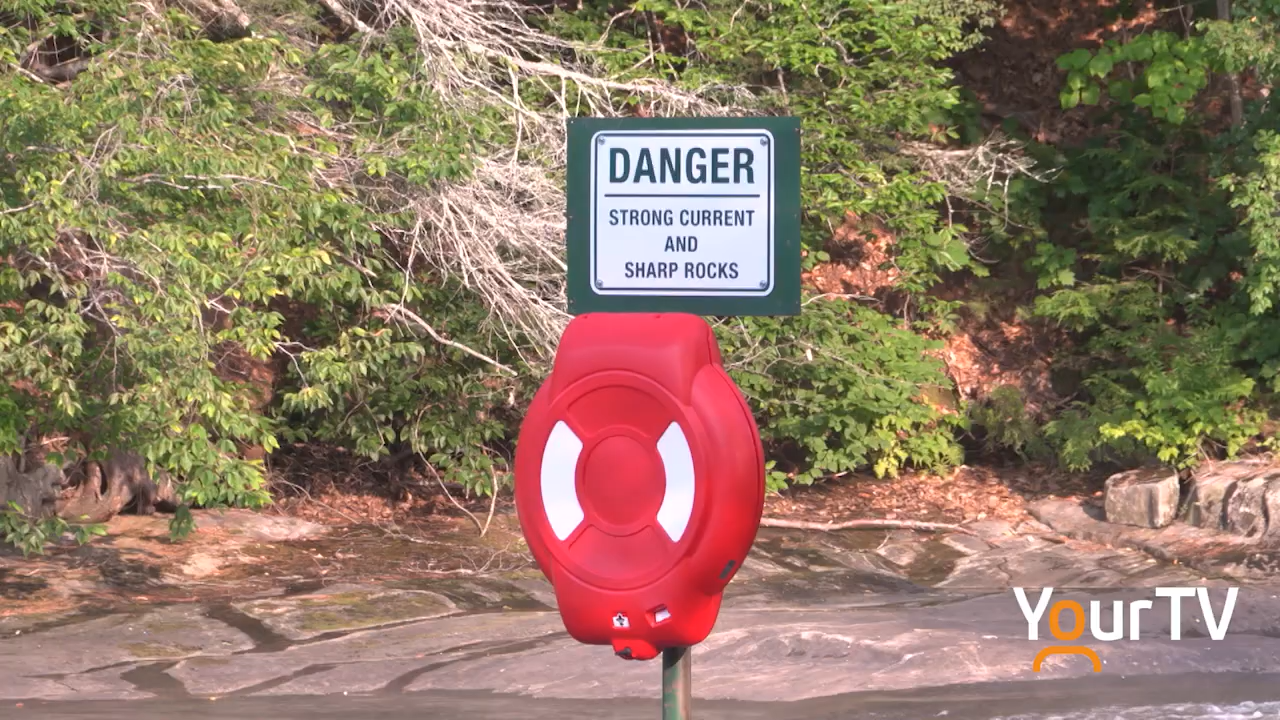 DANGER
STRONG CURRENT
AND
SHARP ROCKS
YourTV